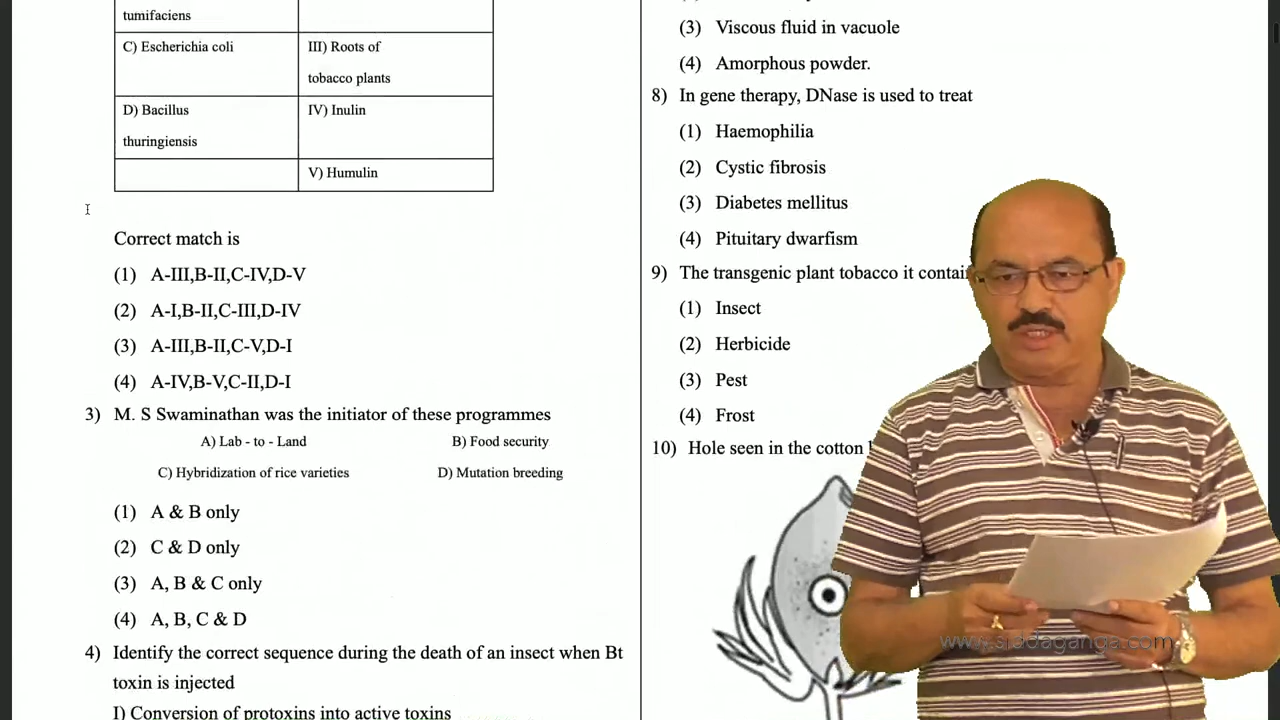 tumifaciens
C) Escherichia coli
III) Roots of
tobacco plants
D) Bacillus
thuringiensis
IV) Inulin
V) Humulin
Correct match is
(1) A-III,B-II,C-IV,D-V
(2) A-I,B-II,C-III,D-IV
(3) A-III,B-II,C-V,D-I
(4) A-IV,B-V,C-II,D-I
3) M. S Swaminathan was the initiator of these programmes
A) Lab - to - Land
B) Food security
C) Hybridization of rice varieties
D) Mutation breeding
(1) A & B only
(2) C & D only
(3) A, B & C only
(4) A, B, C & D
4) Identify the correct sequence during the death of an insect when Bt
toxin is injected
I) Conversion of protoxins into active toxins
(3) Viscous fluid in vacuole
(4) Amorphous powder.
8) In gene therapy, DNase is used to treat
(1) Haemophilia
(2) Cystic fibrosis
(3) Diabetes mellitus
(4) Pituitary dwarfism
9) The transgenic plant tobacco it
(1) Insect
(2) Herbicide
(3) Pest
(4) Frost
10) Hole seen in the cotton
www.siddaganga.com